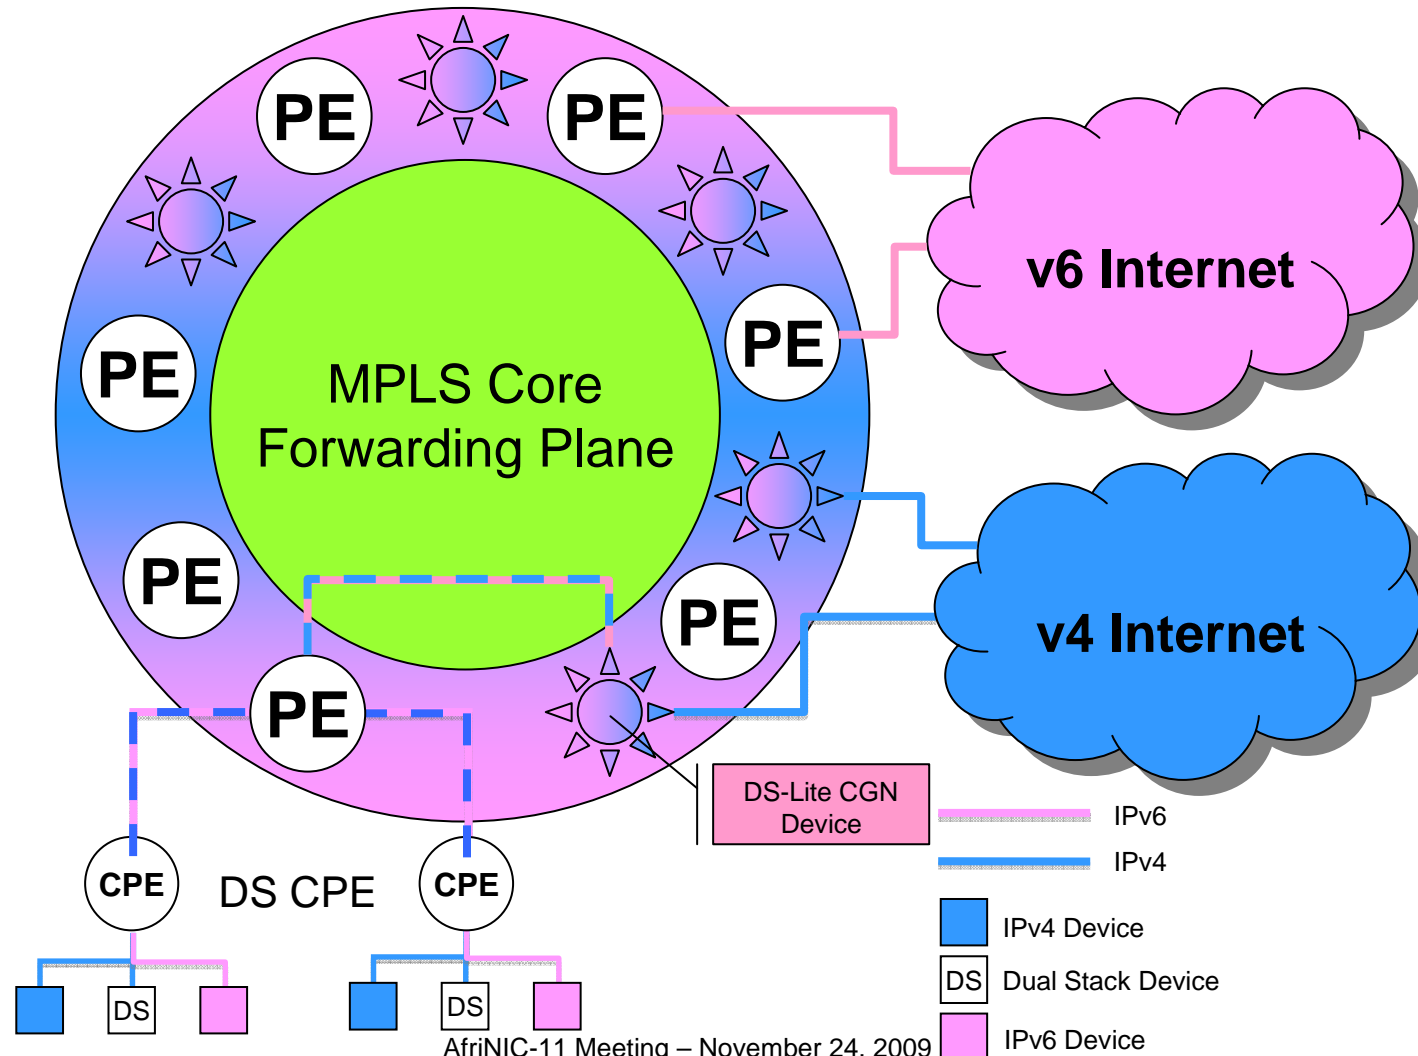 PE
PE
v6 Internet
PE
PE
MPLS Core
Forwarding Plane
PE
PE
v4 Internet
PE
DS-Lite CGN
Device
IPv6
IPv4
CPE
DS CPE
CPE
IPv4 Device
DS
Dual Stack Device
DS
DS
IPv6 Device
AfriNIC-11 Meeting – November 24, 2009